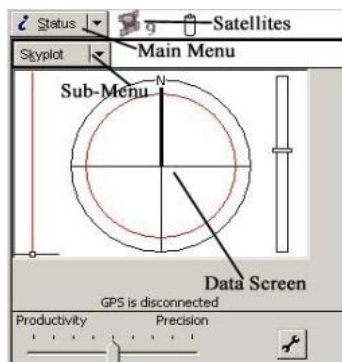 i Status
9
Satellites
Main Menu
Skyplot
Sub-Menu
N
Data Screen
GPS is disconnected
Productivity Precision